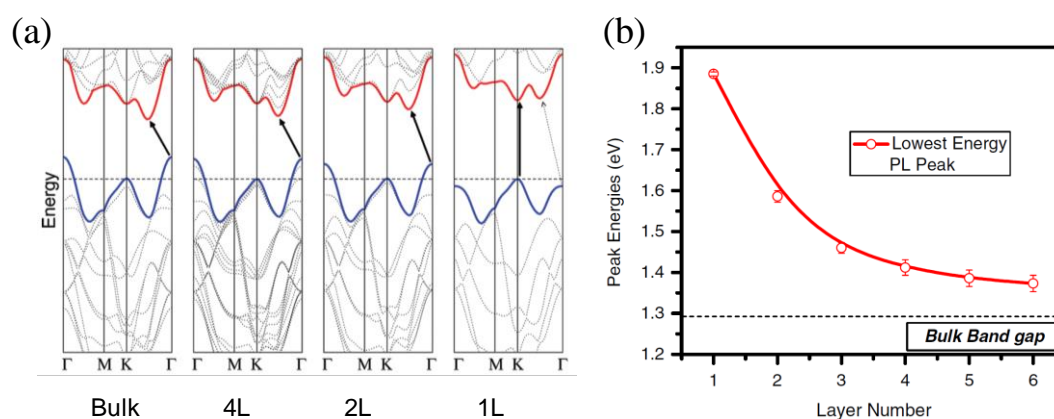 (a)
Energy
Γ M K Γ
Γ M K Γ
Γ M K Γ
Γ M K Γ
Bulk 4L 2L 1L
(b)
Peak Energies (eV)
1.9
1.8
1.7
1.6
1.5
1.4
1.3
1.2
Lowest Energy
PL Peak
Bulk Band gap
1 2 3 4 5 6
Layer Number